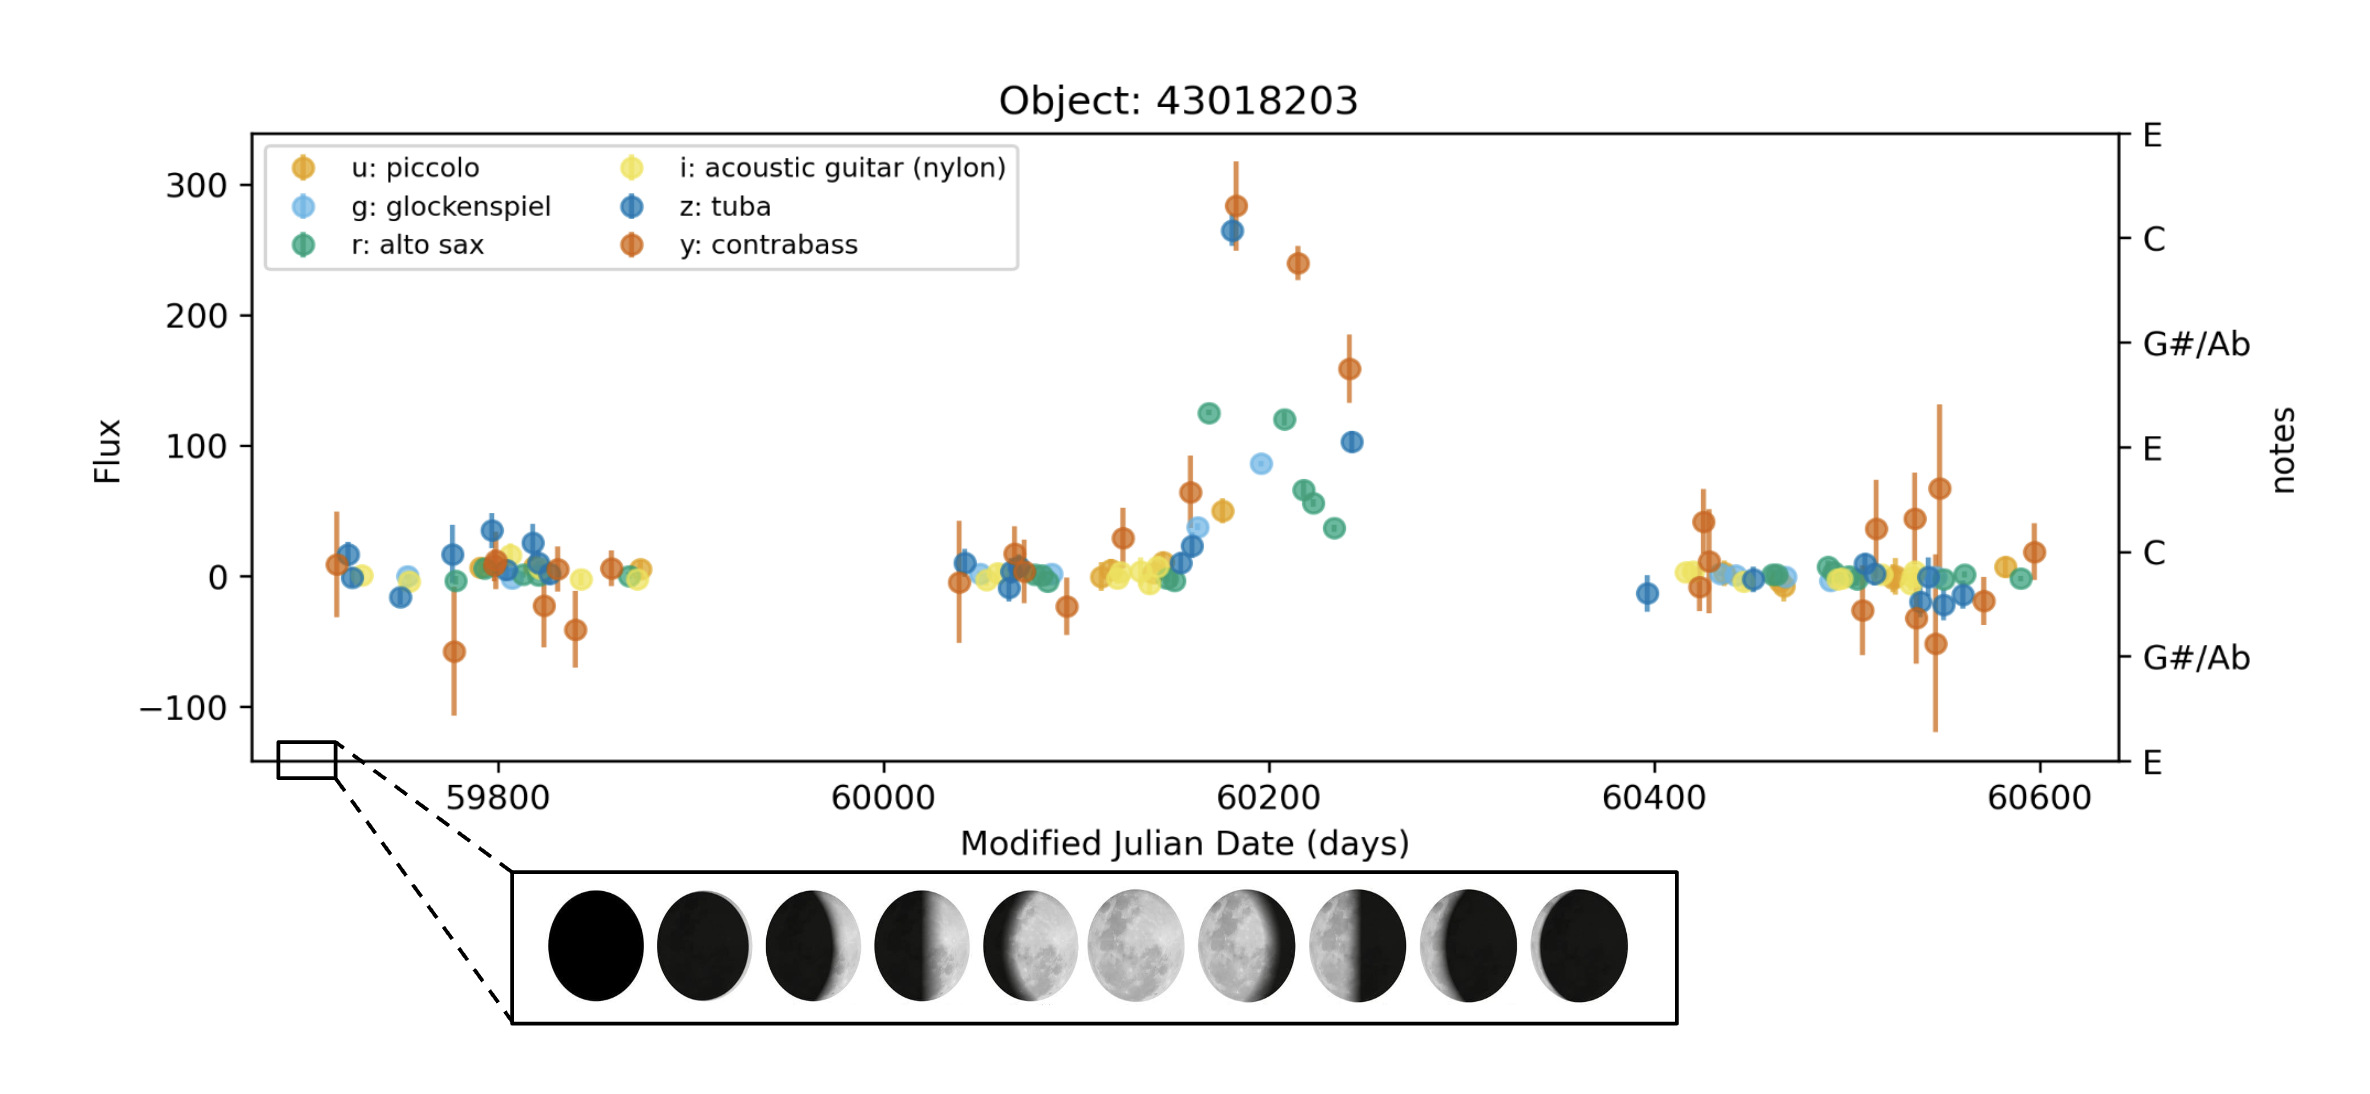 Object: 43018203
u: piccolo
g: glockenspiel
r: alto sax
i: acoustic guitar (nylon)
z: tuba
y: contrabass
Flux
300
200
100
0
−100
E
C
G#/Ab
E
C
G#/Ab
E
notes
59800
60000
60200
60400
60600
Modified Julian Date (days)